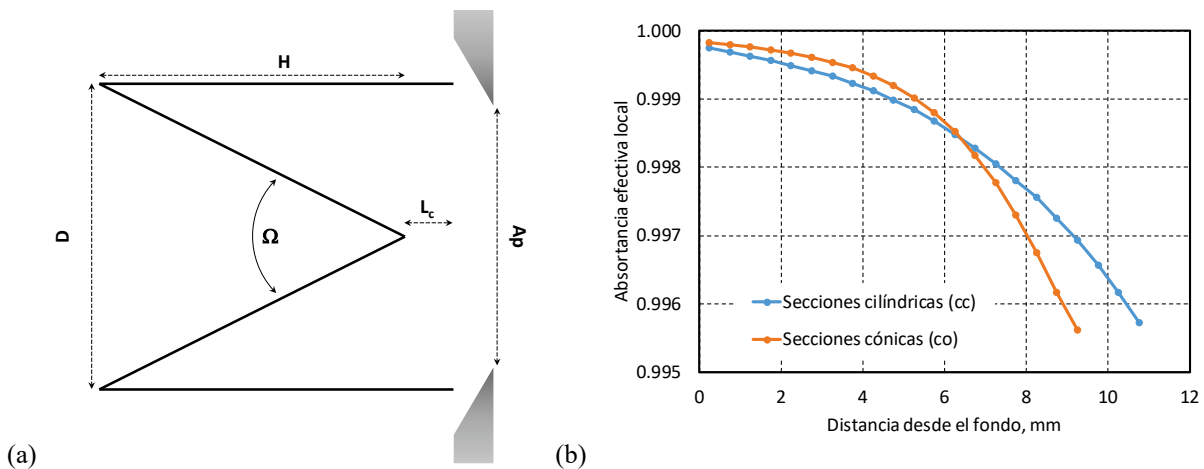 H
D
Ω
L_c
Ap
(a)
Absortancia efectiva local
1.000
0.999
0.998
0.997
0.996
0.995
Secciones cilíndricas (cc)
Secciones cónicas (co)
0 2 4 6 8 10 12
Distancia desde el fondo, mm
(b)